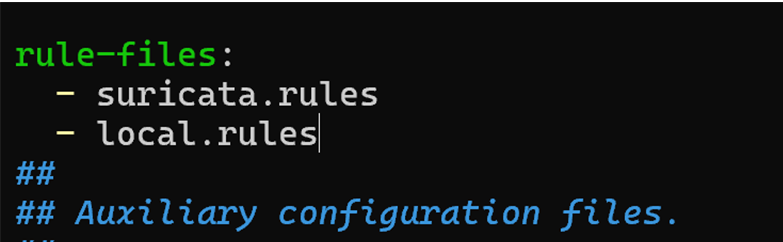 rule-files:
  - suricata.rules
  - local.rules
##
## Auxiliary configuration files.
##